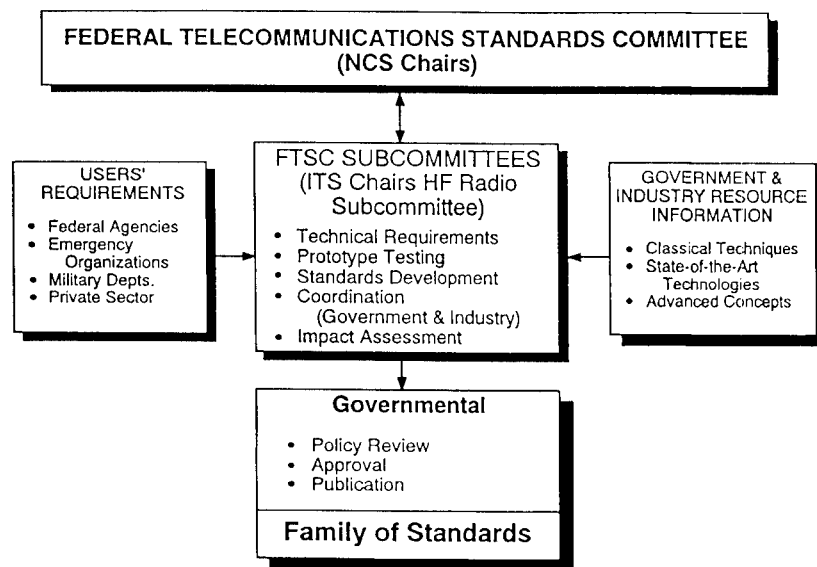 FEDERAL TELECOMMUNICATIONS STANDARDS COMMITTEE
(NCS Chairs)
USERS'
REQUIREMENTS
• Federal Agencies
• Emergency
Organizations
• Military Depts.
• Private Sector
FTSC SUBCOMMITTEES
(ITS Chairs HF Radio
Subcommittee)
• Technical Requirements
• Prototype Testing
• Standards Development
• Coordination
(Government & Industry)
• Impact Assessment
GOVERNMENT &
INDUSTRY RESOURCE
INFORMATION
• Classical Techniques
• State-of-the-Art
Technologies
• Advanced Concepts
Governmental
• Policy Review
• Approval
• Publication
Family of Standards